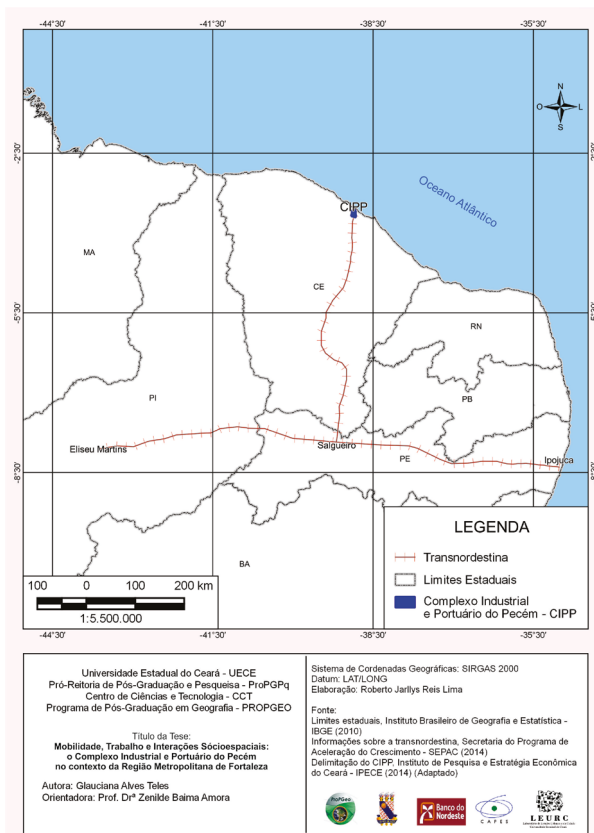 -44°30' -41°30' -38°30' -35°30'
N
O L
S
-2°30' -2°30'
Oceano Atlântico
CIPP
MA
CE
-5°30' -5°30'
RN
PI
PB
Eliseu Martins
Salgueiro
PE
Ipojuca
-8°30' -8°30'
BA
LEGENDA
Transnordestina
Limites Estaduais
Complexo Industrial
e Portuário do Pecém - CIPP
100 0 100 200 km
1:5.500.000
-44°30' -41°30' -38°30' -35°30'
Universidade Estadual do Ceará - UECE
Pró-Reitoria de Pós-Graduação e Pesquisa - ProPGPq
Centro de Ciências e Tecnologia - CCT
Programa de Pós-Graduação em Geografia - PROPGEO
Título da Tese:
Mobilidade, Trabalho e Interações Sócioespaciais:
o Complexo Industrial e Portuário do Pecém
no contexto da Região Metropolitana de Fortaleza
Autora: Glauciana Alves Teles
Orientadora: Prof. Drª Zenilde Baima Amora
Sistema de Cordenadas Geográficas: SIRGAS 2000
Datum: LAT/LONG
Elaboração: Roberto Jarllys Reis Lima
Fonte:
Limites estaduais, Instituto Brasileiro de Geografia e Estatística -
IBGE (2010)
Informações sobre a transnordestina, Secretaria do Programa de
Aceleração do Crescimento - SEPAC (2014)
Delimitação do CIPP, Instituto de Pesquisa e Estratégia Econômica
do Ceará - IPECE (2014) (Adaptado)
ProPGeo
Banco do
Nordeste
CAPES
LEURC